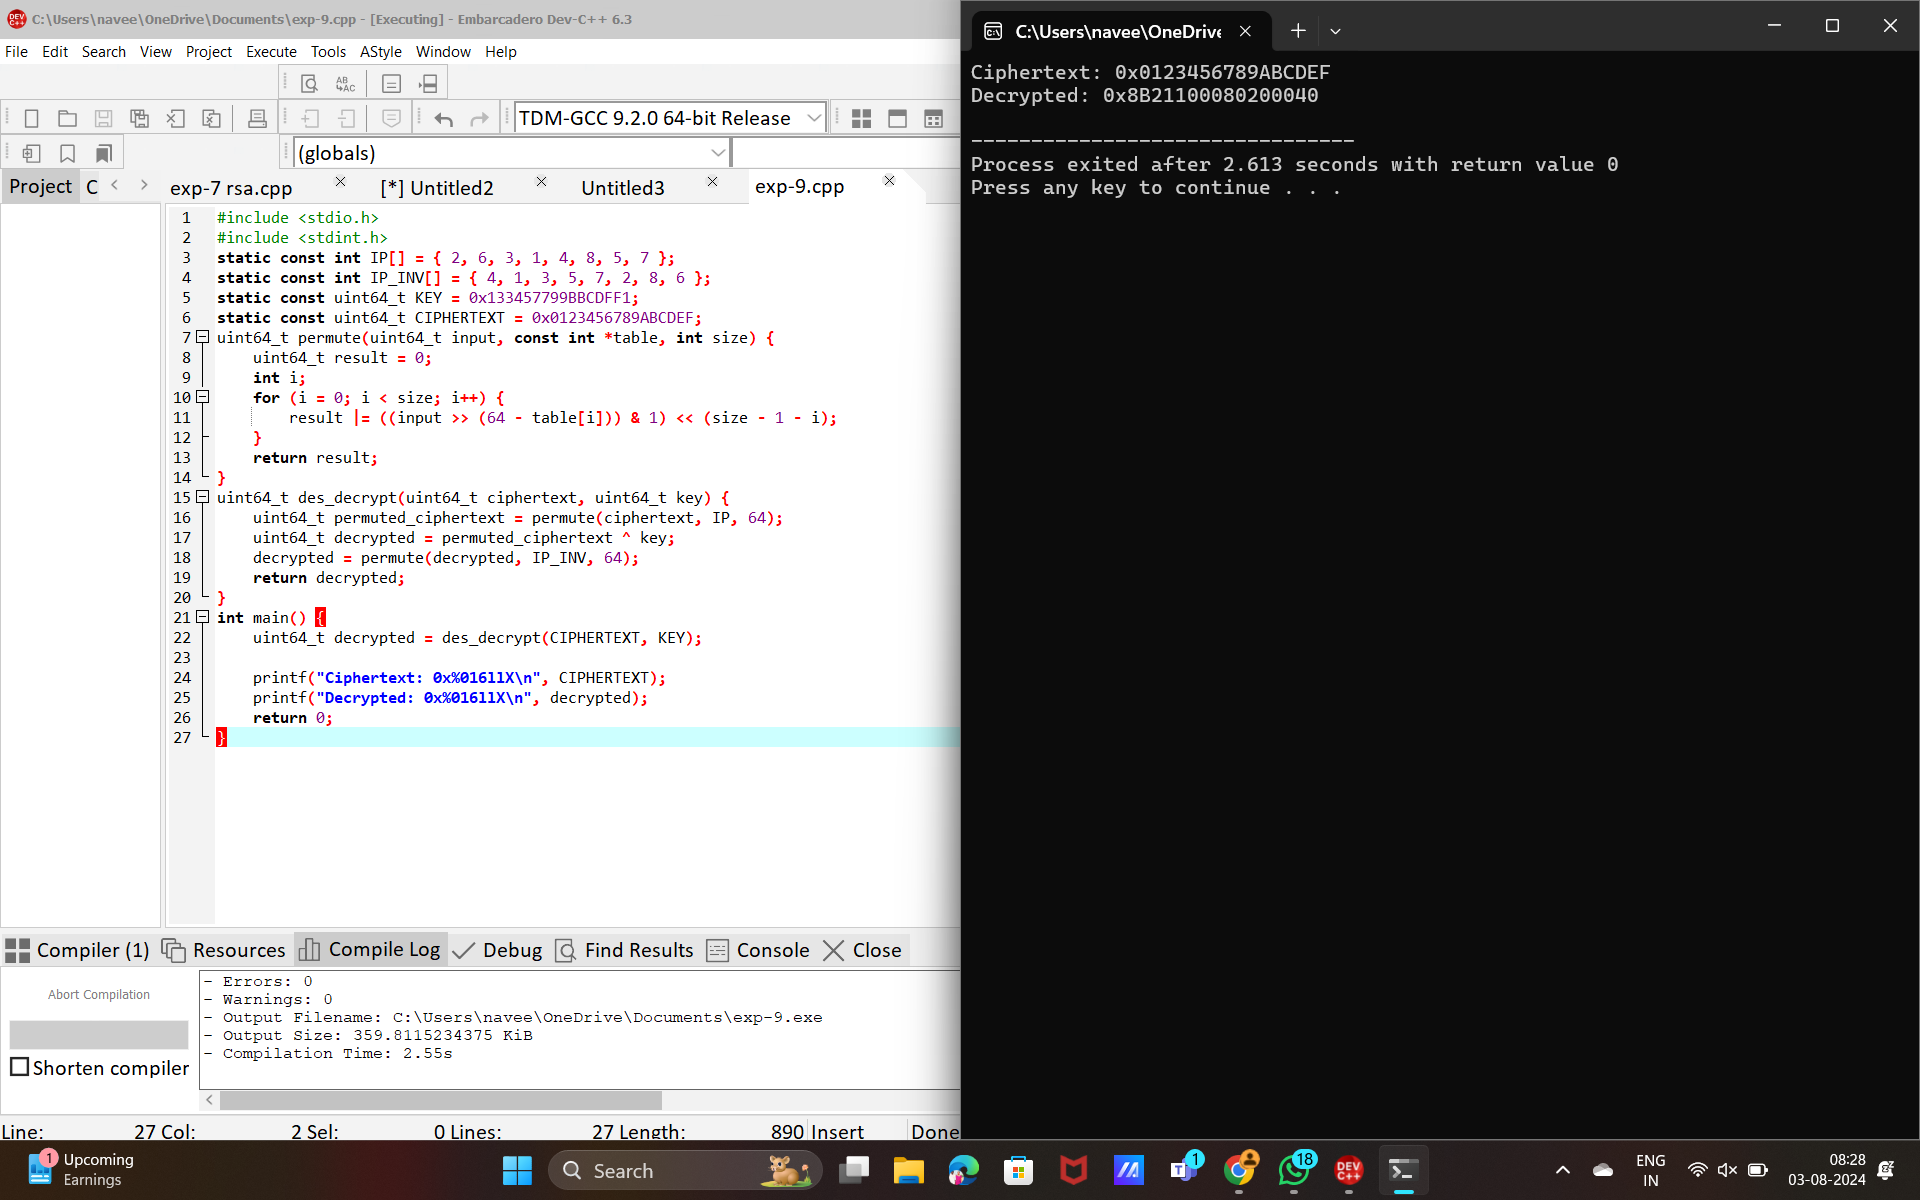 C:\Users\navee\OneDrive\Documents\exp-9.cpp - [Executing] - Embarcadero Dev-C++ 6.3
File Edit Search View Project Execute Tools AStyle Window Help
TDM-GCC 9.2.0 64-bit Release
(globals)
Project C exp-7 rsa.cpp [*] Untitled2 Untitled3 exp-9.cpp
1 #include <stdio.h>
2 #include <stdint.h>
3 static const int IP[] = { 2, 6, 3, 1, 4, 8, 5, 7 };
4 static const int IP_INV[] = { 4, 1, 3, 5, 7, 2, 8, 6 };
5 static const uint64_t KEY = 0x133457799BBCDFF1;
6 static const uint64_t CIPHERTEXT = 0x0123456789ABCDEF;
7 uint64_t permute(uint64_t input, const int *table, int size) {
8 uint64_t result = 0;
9 int i;
10 for (i = 0; i < size; i++) {
11 result |= ((input >> (64 - table[i])) & 1) << (size - 1 - i);
12 }
13 return result;
14 }
15 uint64_t des_decrypt(uint64_t ciphertext, uint64_t key) {
16 uint64_t permuted_ciphertext = permute(ciphertext, IP, 64);
17 uint64_t decrypted = permuted_ciphertext ^ key;
18 decrypted = permute(decrypted, IP_INV, 64);
19 return decrypted;
20 }
21 int main() {
22 uint64_t decrypted = des_decrypt(CIPHERTEXT, KEY);
23
24 printf("Ciphertext: 0x%016llX\n", CIPHERTEXT);
25 printf("Decrypted: 0x%016llX\n", decrypted);
26 return 0;
27 }
Compiler (1) Resources Compile Log Debug Find Results Console Close
Abort Compilation
Shorten compiler
- Errors: 0
- Warnings: 0
- Output Filename: C:\Users\navee\OneDrive\Documents\exp-9.exe
- Output Size: 359.8115234375 KiB
- Compilation Time: 2.55s
Line: 27 Col: 2 Sel: 0 Lines: 27 Length: 890 Insert Done
C:\Users\navee\OneDrive
Ciphertext: 0x0123456789ABCDEF
Decrypted: 0x8B21100080200040
--------------------------------
Process exited after 2.613 seconds with return value 0
Press any key to continue . . .
1
Upcoming
Earnings
Search
1
18
DEV
C++
ENG
IN
08:28
03-08-2024